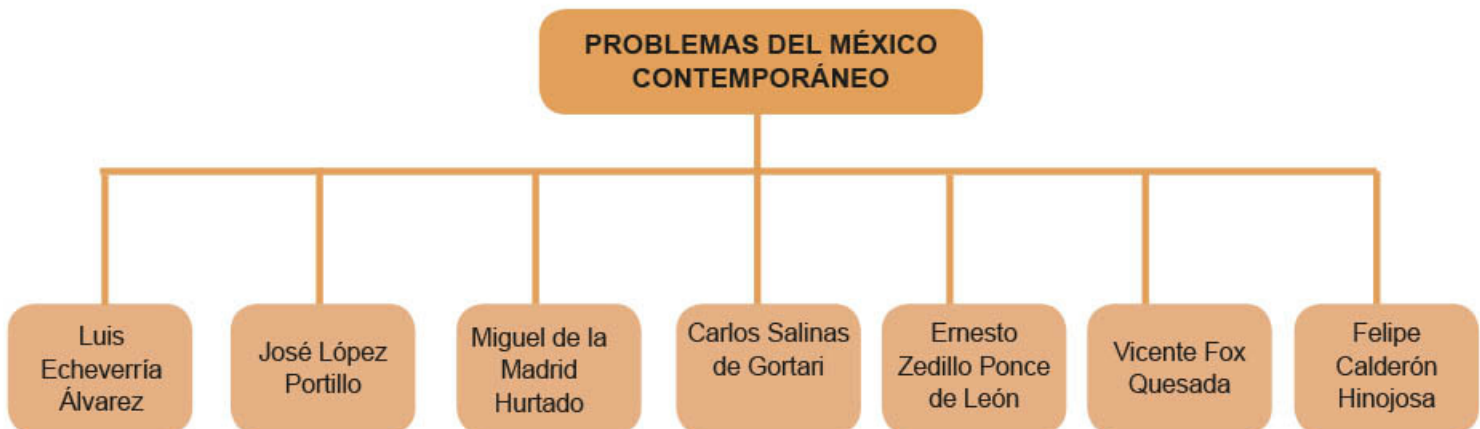 PROBLEMAS DEL MÉXICO
CONTEMPORÁNEO
Luis
Echeverría
Álvarez
José López
Portillo
Miguel de la
Madrid
Hurtado
Carlos Salinas
de Gortari
Ernesto
Zedillo Ponce
de León
Vicente Fox
Quesada
Felipe
Calderón
Hinojosa